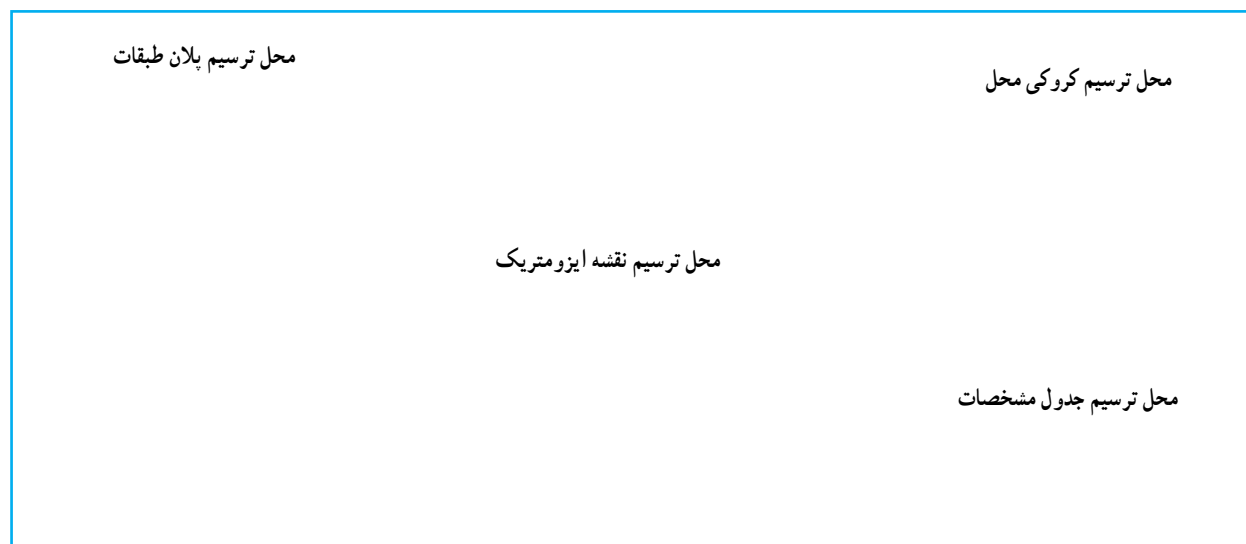 محل ترسیم کروکی محل
محل ترسیم پلان طبقات
محل ترسیم نقشه ایزومتریک
محل ترسیم جدول مشخصات